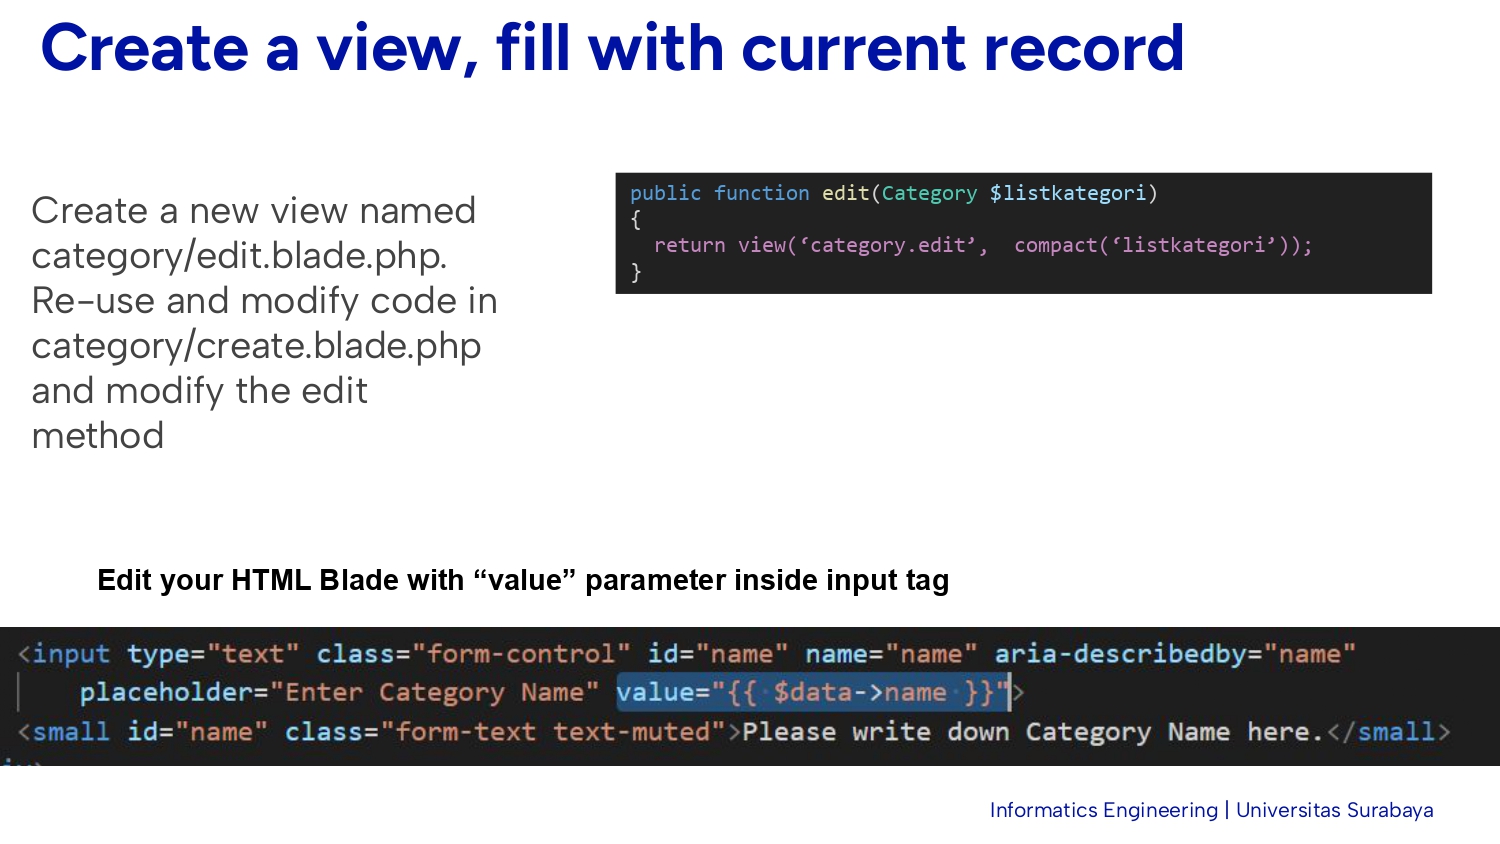 Create a view, fill with current record
Create a new view named
category/edit.blade.php.
Re-use and modify code in
category/create.blade.php
and modify the edit
method
public function edit(Category $listkategori)
{
  return view(‘category.edit’,  compact(‘listkategori’));
}
Edit your HTML Blade with “value” parameter inside input tag
<input type="text" class="form-control" id="name" name="name" aria-describedby="name"
    placeholder="Enter Category Name" value="{{ $data->name }}">
<small id="name" class="form-text text-muted">Please write down Category Name here.</small>
Informatics Engineering | Universitas Surabaya